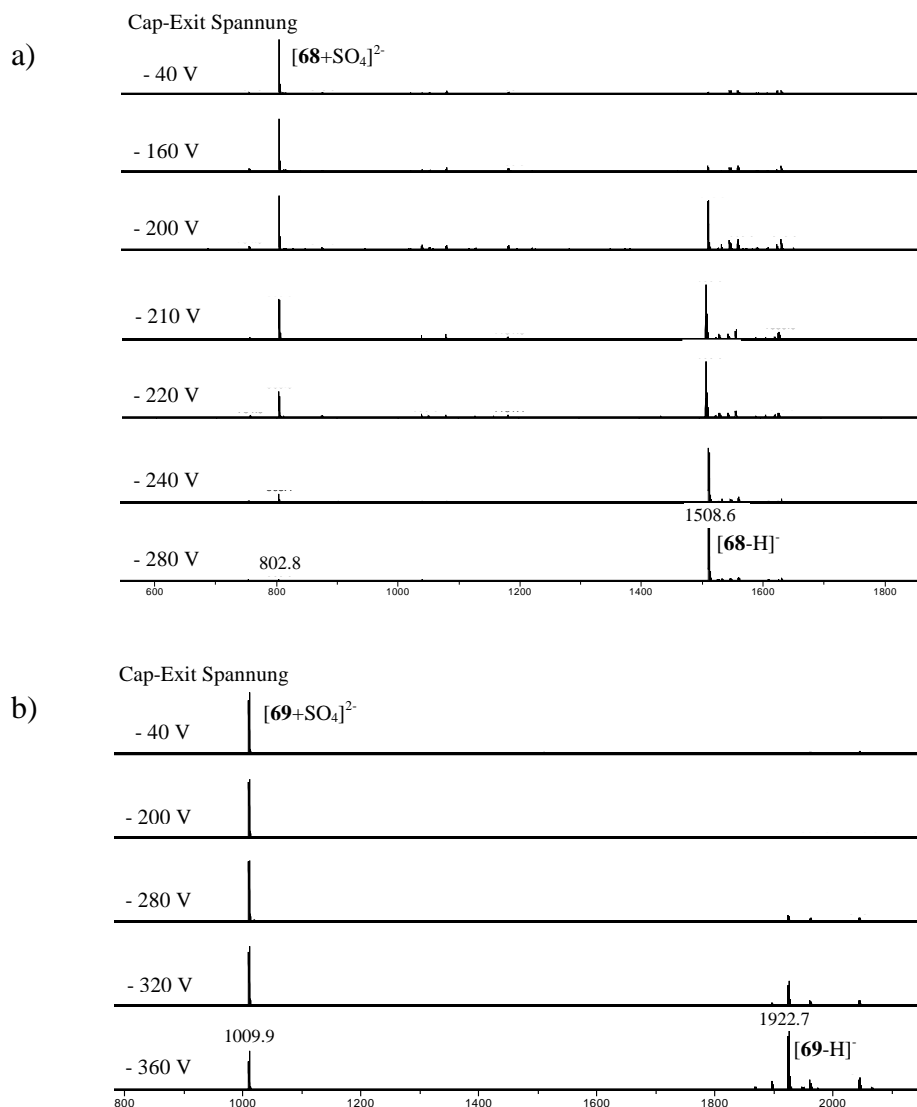 Cap-Exit Spannung
a)
[68+SO4]2-
- 40 V
- 160 V
- 200 V
- 210 V
- 220 V
- 240 V
1508.6
[68-H]-
- 280 V
802.8
600 800 1000 1200 1400 1600 1800
Cap-Exit Spannung
b)
[69+SO4]2-
- 40 V
- 200 V
- 280 V
- 320 V
1009.9 1922.7
[69-H]-
- 360 V
800 1000 1200 1400 1600 1800 2000